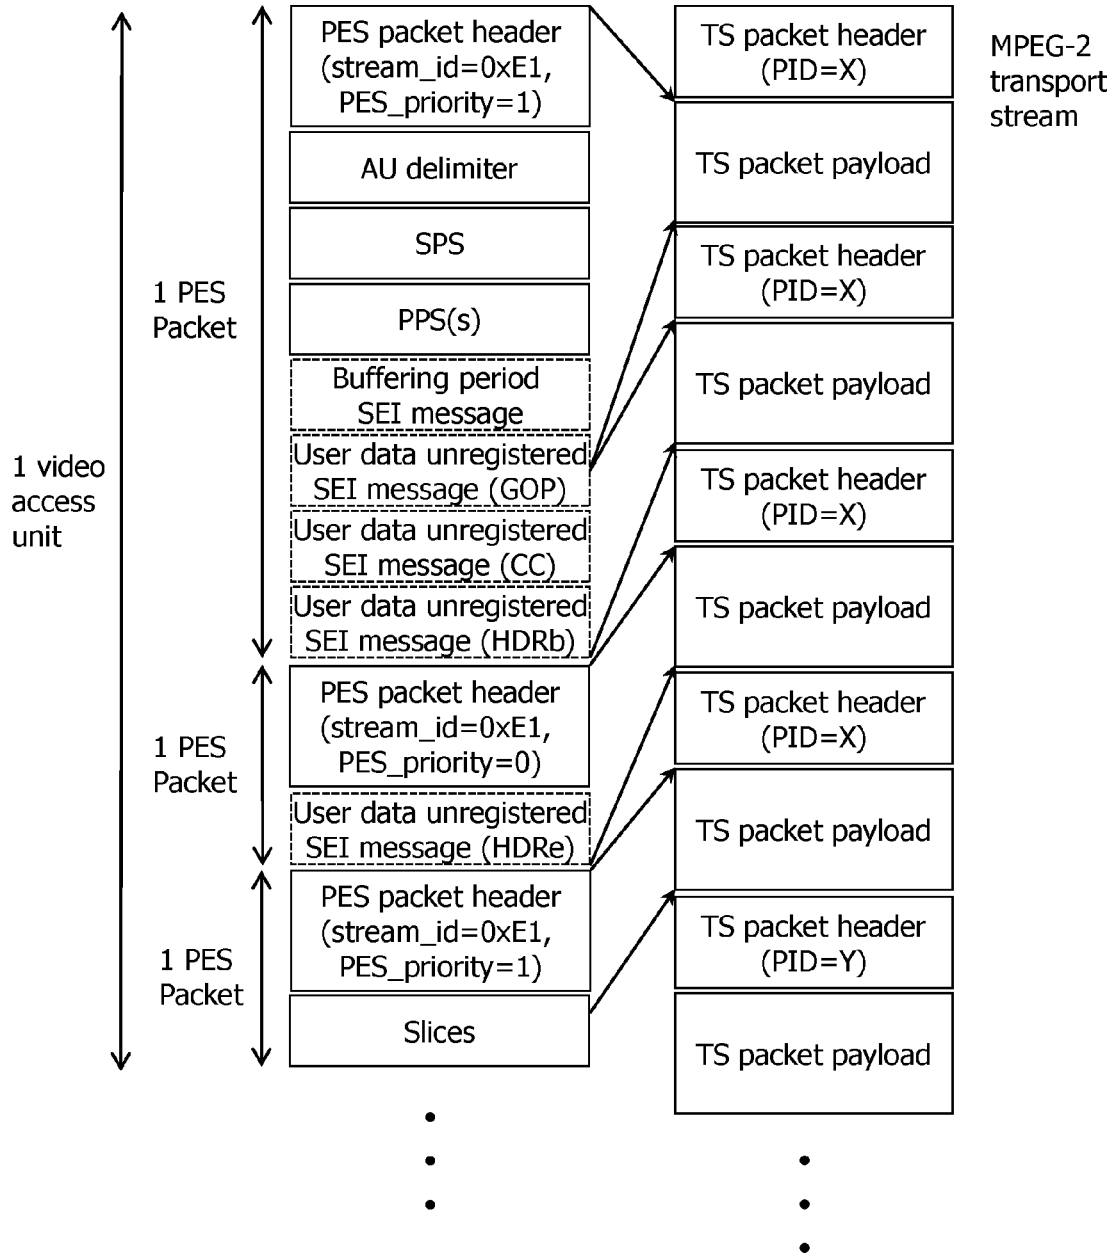 1 video
access
unit
1 PES
Packet
1 PES
Packet
1 PES
Packet
PES packet header
(stream_id=0xE1,
PES_priority=1)
AU delimiter
SPS
PPS(s)
Buffering period
SEI message
User data unregistered
SEI message (GOP)
User data unregistered
SEI message (CC)
User data unregistered
SEI message (HDRb)
PES packet header
(stream_id=0xE1,
PES_priority=0)
User data unregistered
SEI message (HDRe)
PES packet header
(stream_id=0xE1,
PES_priority=1)
Slices
TS packet header
(PID=X)
TS packet payload
TS packet header
(PID=X)
TS packet payload
TS packet header
(PID=X)
TS packet payload
TS packet header
(PID=X)
TS packet payload
TS packet header
(PID=Y)
TS packet payload
MPEG-2
transport
stream